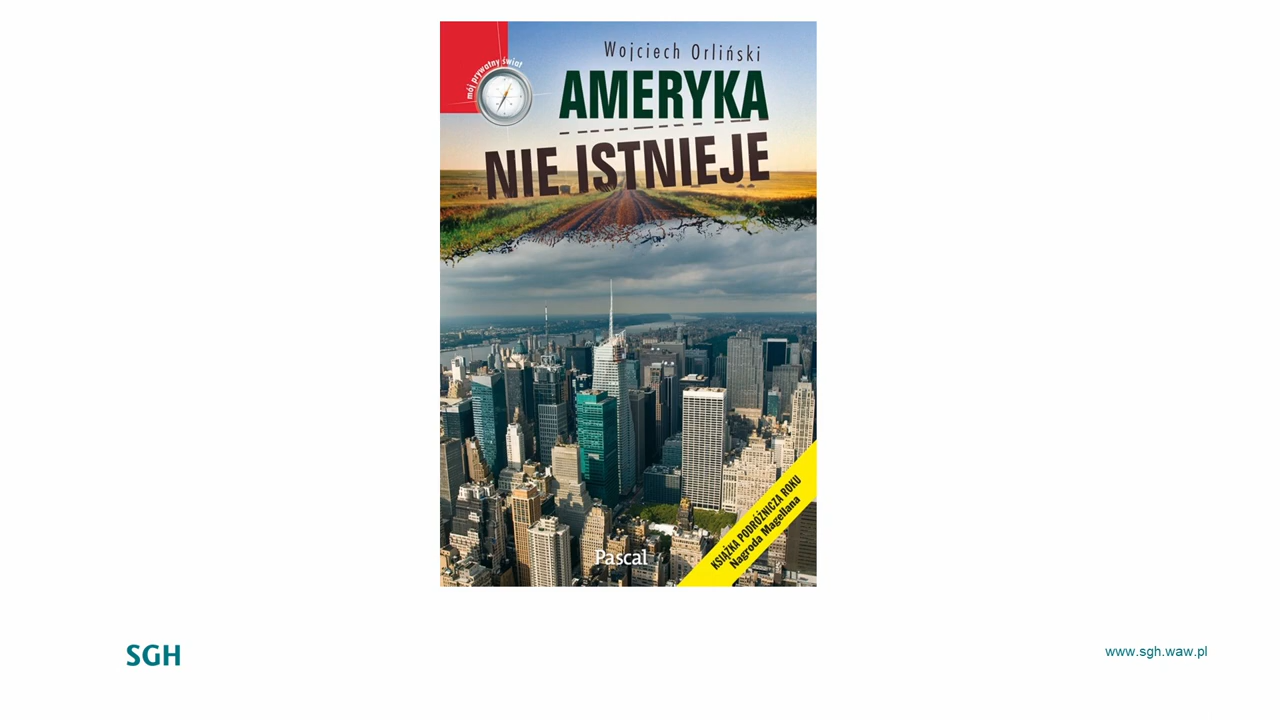 mój prywatny świat
Wojciech Orliński
AMERYKA
NIE ISTNIEJE
KSIĄŻKA PODRÓŻNICZA ROKU
Nagroda Magellana
Pascal
SGH
www.sgh.waw.pl